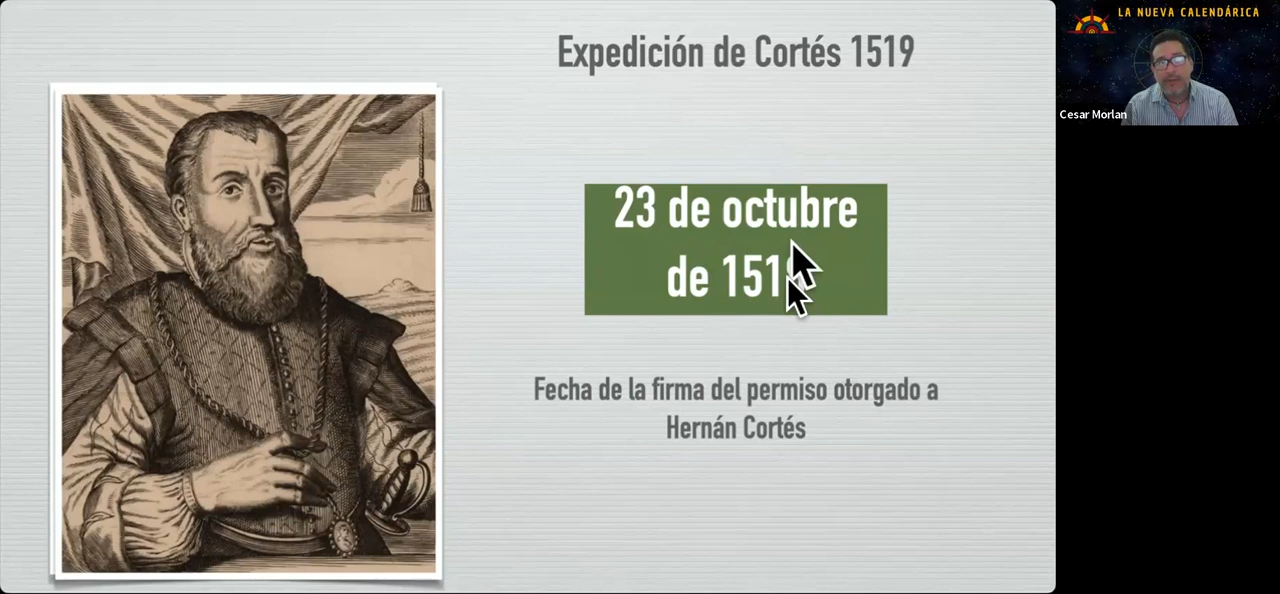 Expedición de Cortés 1519
LA NUEVA CALENDÁRICA
Cesar Morlan
23 de octubre
de
Fecha de la firma del permiso otorgado a
Hernán Cortés